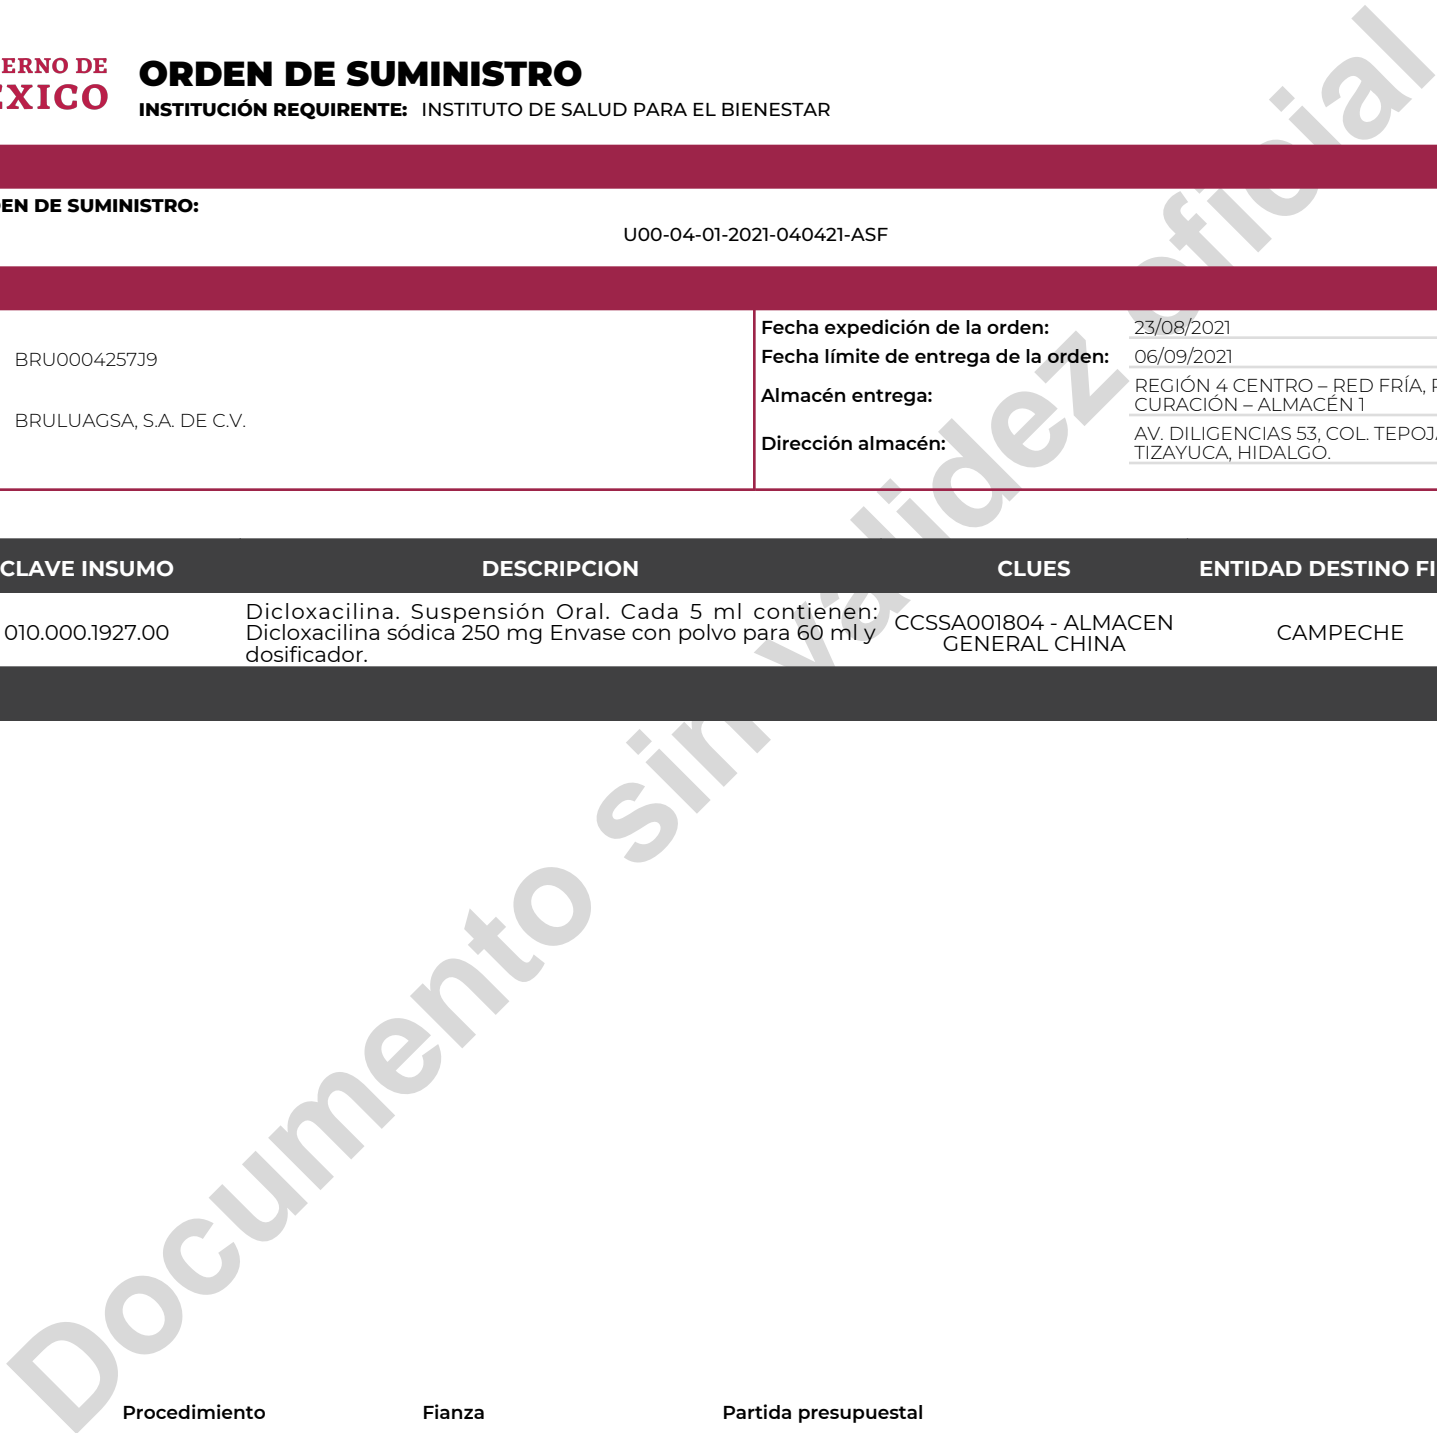 ERNO DE
EXICO
ORDEN DE SUMINISTRO
INSTITUCIÓN REQUIRENTE: INSTITUTO DE SALUD PARA EL BIENESTAR
EN DE SUMINISTRO:
U00-04-01-2021-040421-ASF
BRU0004257J9
BRULUAGSA, S.A. DE C.V.
Fecha expedición de la orden: 23/08/2021
Fecha límite de entrega de la orden: 06/09/2021
Almacén entrega: REGIÓN 4 CENTRO – RED FRÍA,
CURACIÓN – ALMACÉN 1
Dirección almacén: AV. DILIGENCIAS 53, COL. TEPOJ
TIZAYUCA, HIDALGO.
CLAVE INSUMO DESCRIPCION CLUES ENTIDAD DESTINO FI
010.000.1927.00
Dicloxacilina. Suspensión Oral. Cada 5 ml contienen:
Dicloxacilina sódica 250 mg Envase con polvo para 60 ml y
dosificador.
CCSSA001804 - ALMACEN
GENERAL CHINA
CAMPECHE
Documento sin validez oficial
Procedimiento Fianza Partida presupuestal